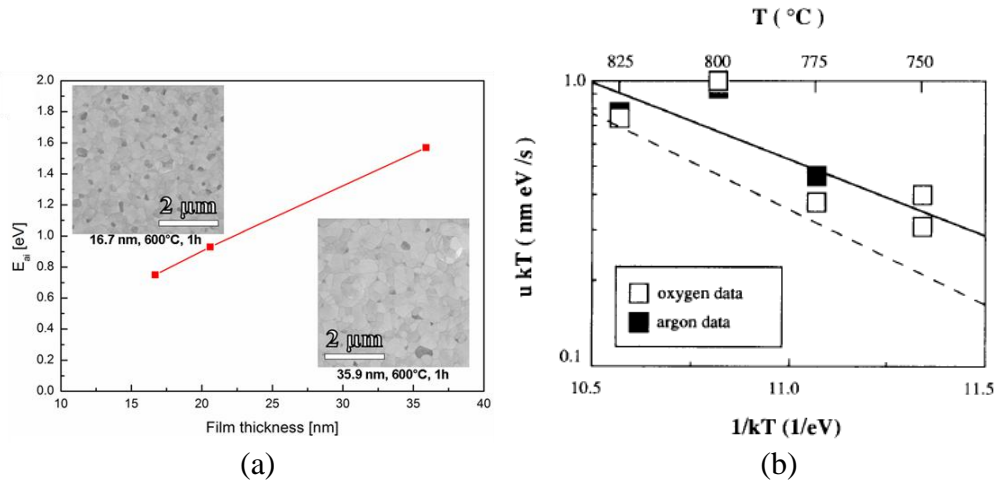 2.0
1.8
1.6
1.4
1.2
1.0
0.8
0.6
0.4
0.2
0.0
E_ai [eV]
2 µm
16.7 nm, 600°C, 1h
2 µm
35.9 nm, 600°C, 1h
10 15 20 25 30 35 40
Film thickness [nm]
(a)
T ( °C)
825 800 775 750
1.0
0.1
u kT ( nm eV/s )
oxygen data
argon data
10.5 11.0 11.5
1/kT (1/eV)
(b)